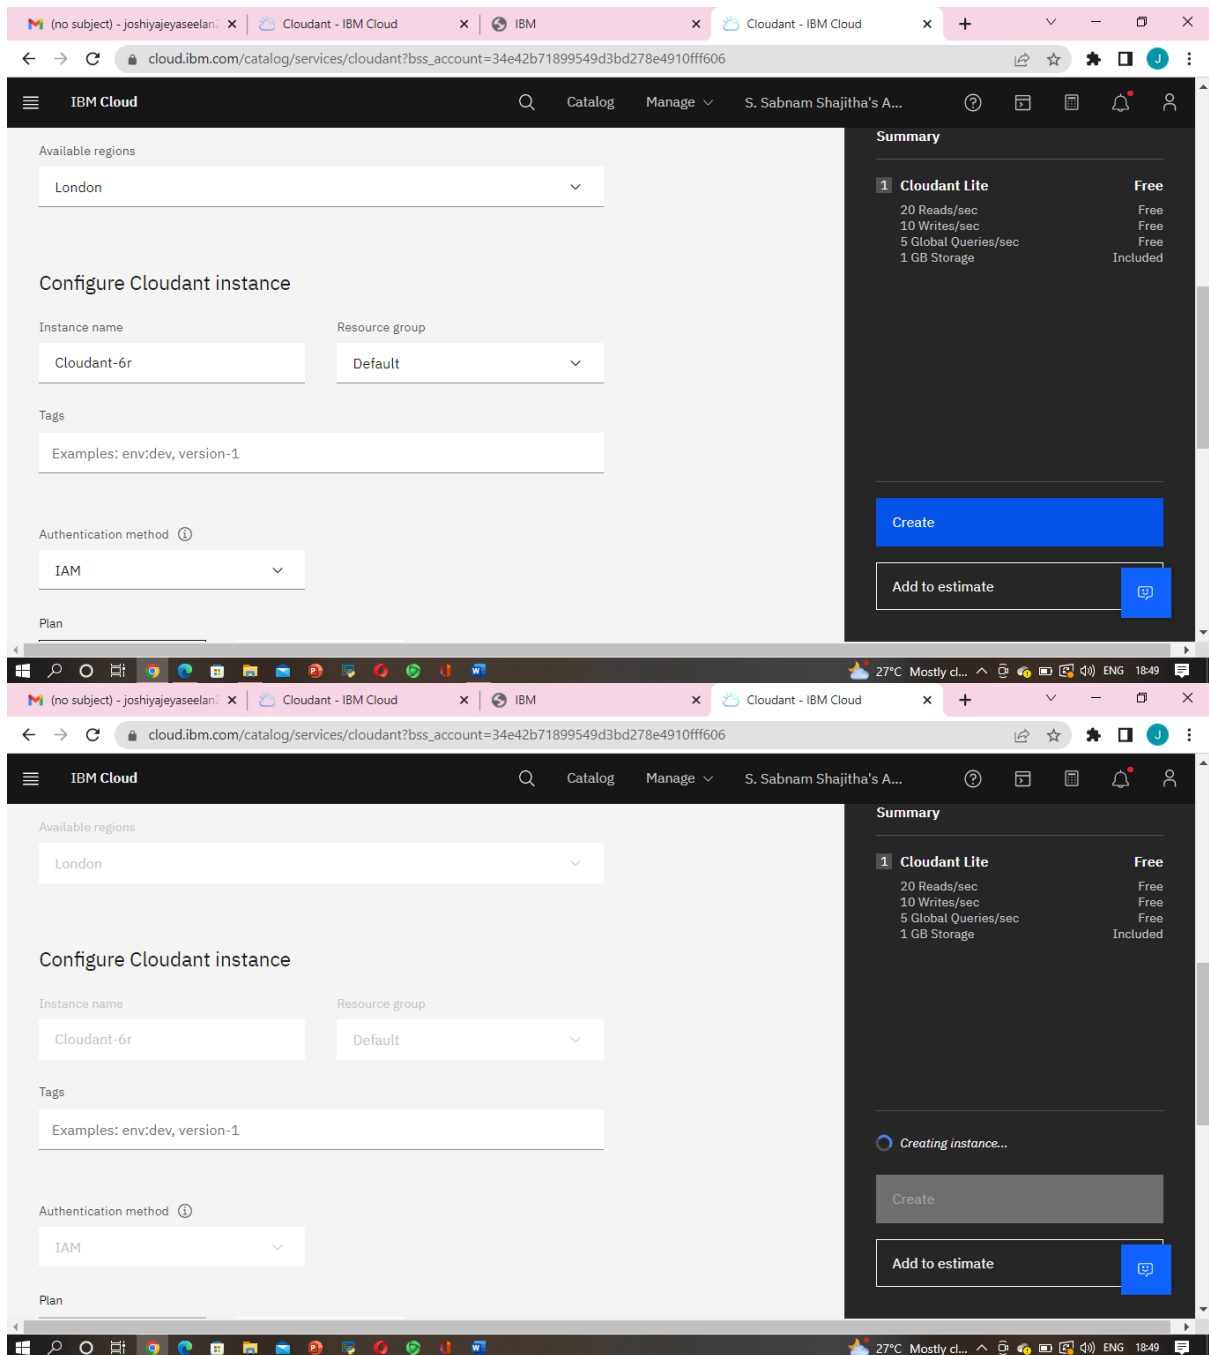 (no subject) - joshiyajeyaseelan2
Cloudant - IBM Cloud
IBM
Cloudant - IBM Cloud
cloud.ibm.com/catalog/services/cloudant?bss_account=34e42b71899549d3bd278e4910fff606
J
IBM Cloud
Catalog
Manage
S. Sabnam Shajitha's A...
Available regions
London
Configure Cloudant instance
Instance name
Resource group
Cloudant-6r
Default
Tags
Examples: env:dev, version-1
Authentication method
IAM
Plan
Summary
1 Cloudant Lite Free
20 Reads/sec Free
10 Writes/sec Free
5 Global Queries/sec Free
1 GB Storage Included
Create
Add to estimate
27°C Mostly cl... ENG 18:49
(no subject) - joshiyajeyaseelan2
Cloudant - IBM Cloud
IBM
Cloudant - IBM Cloud
cloud.ibm.com/catalog/services/cloudant?bss_account=34e42b71899549d3bd278e4910fff606
J
IBM Cloud
Catalog
Manage
S. Sabnam Shajitha's A...
Available regions
London
Configure Cloudant instance
Instance name
Resource group
Cloudant-6r
Default
Tags
Examples: env:dev, version-1
Authentication method
IAM
Plan
Summary
1 Cloudant Lite Free
20 Reads/sec Free
10 Writes/sec Free
5 Global Queries/sec Free
1 GB Storage Included
Creating instance...
Create
Add to estimate
27°C Mostly cl... ENG 18:49